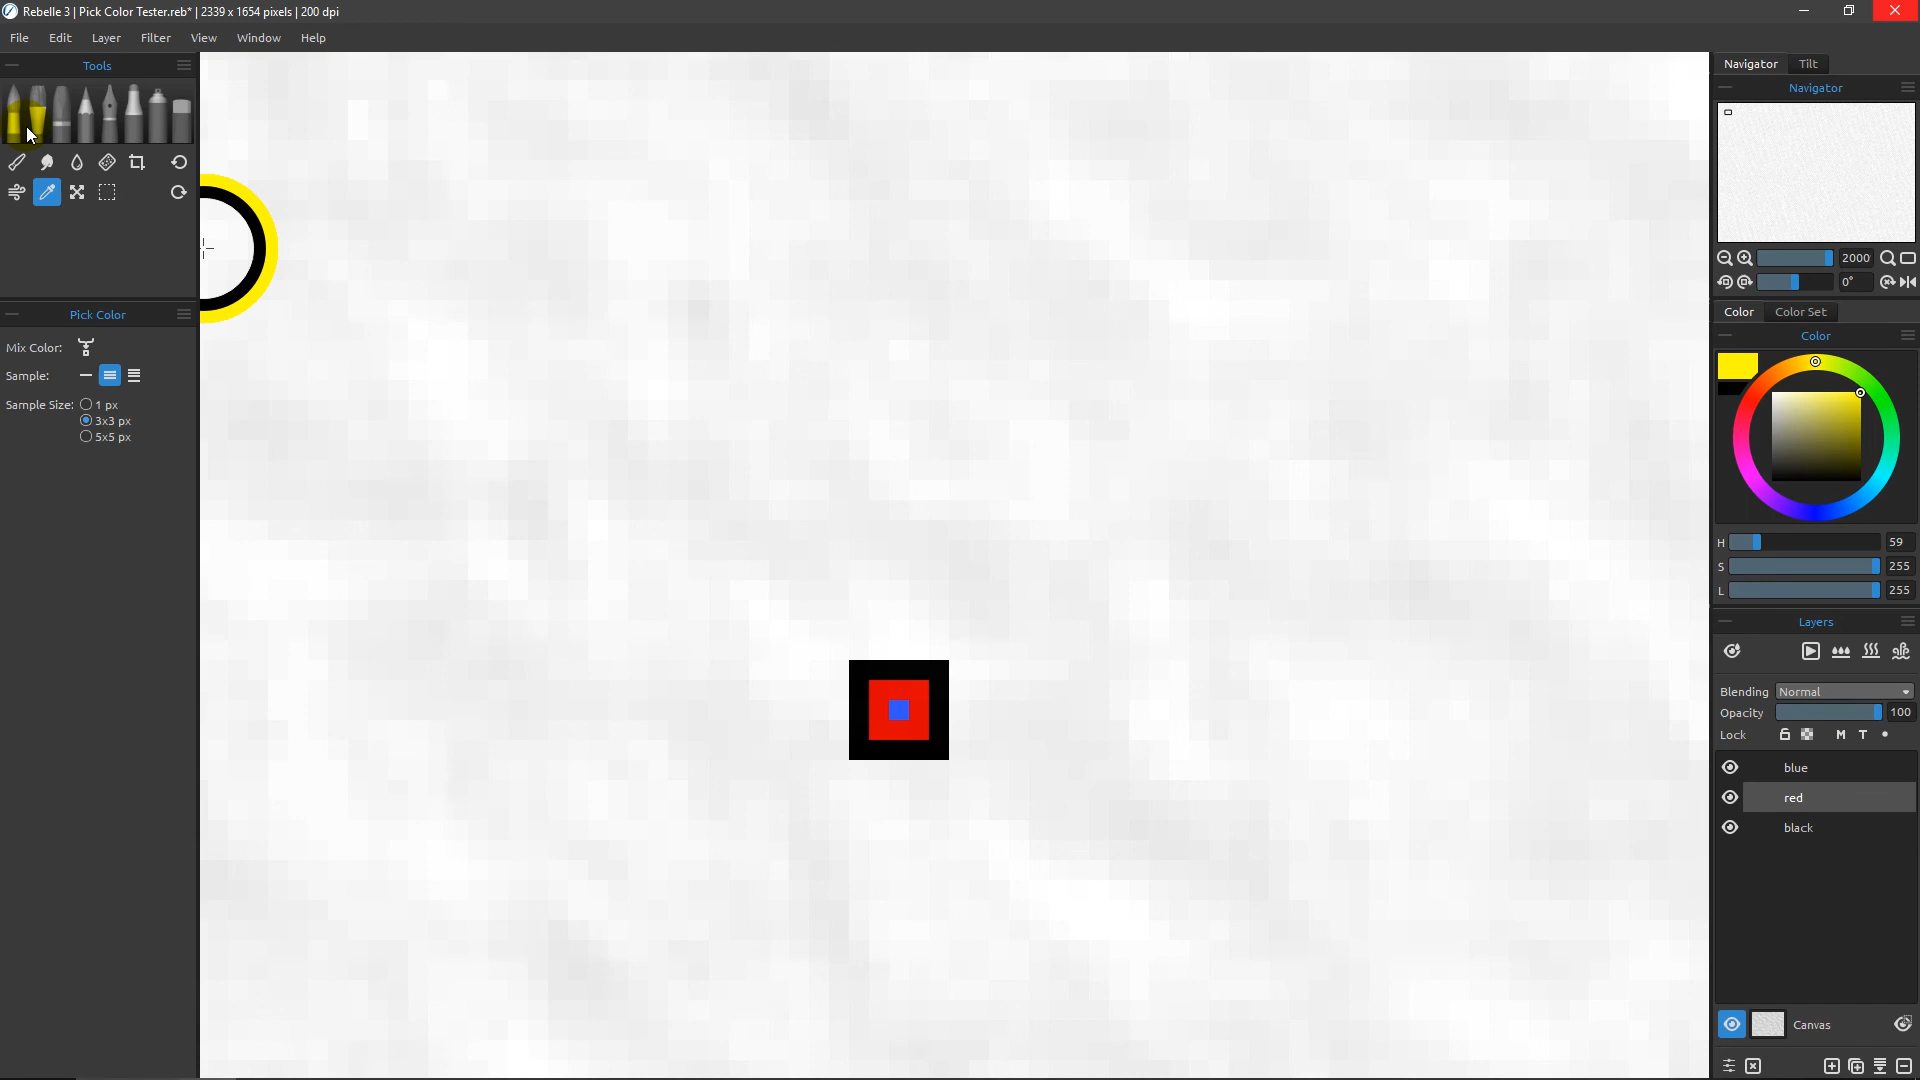 Rebelle 3 | Pick Color Tester.reb* | 2339 x 1654 pixels | 200 dpi
File Edit Layer Filter View Window Help
Tools
Pick Color
Mix Color:
Sample:
Sample Size: 1 px
3x3 px
5x5 px
Navigator Tilt
Navigator
2000
0°
Color Color Set
Color
H 59
S 255
L 255
Layers
Blending Normal
Opacity 100
Lock M T
blue
red
black
Canvas